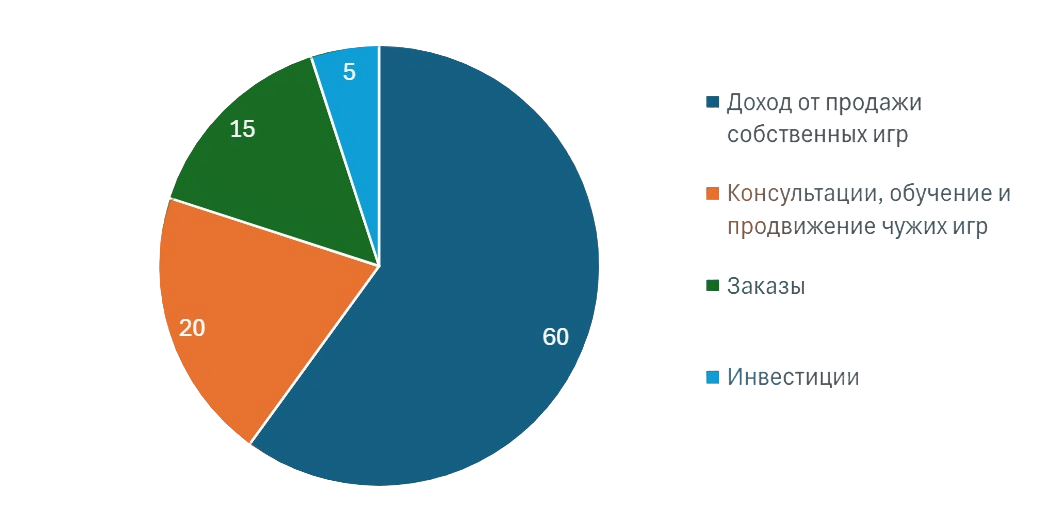 5
15
20
60
Доход от продажи
собственных игр
Консультации, обучение и
продвижение чужих игр
Заказы
Инвестиции